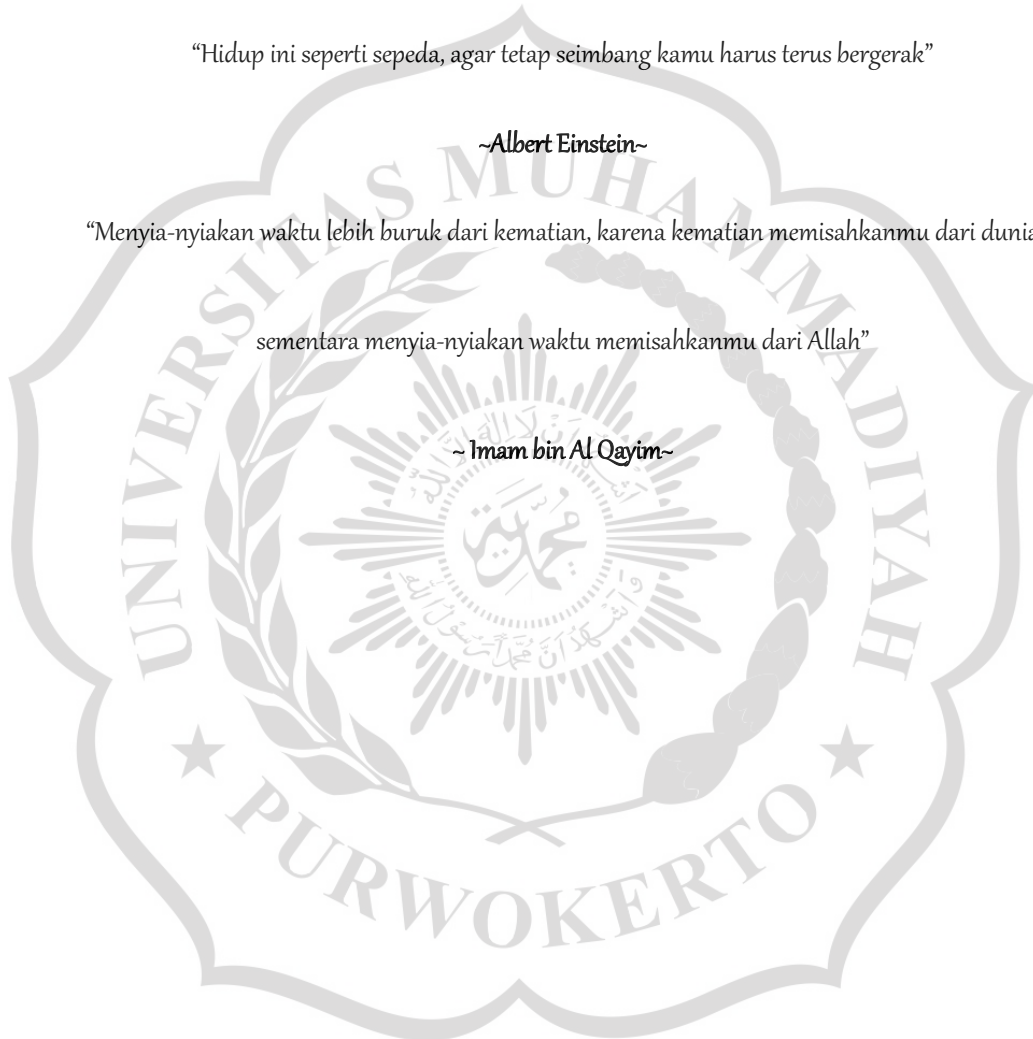 “Hidup ini seperti sepeda, agar tetap seimbang kamu harus terus bergerak”
~Albert Einstein~
“Menyia-nyiakan waktu lebih buruk dari kematian, karena kematian memisahkanmu dari dunia
sementara menyia-nyiakan waktu memisahkanmu dari Allah”
~ Imam bin Al Qayim~
UNIVERSITAS MUHAMMADIYAH
PURWOKERTO